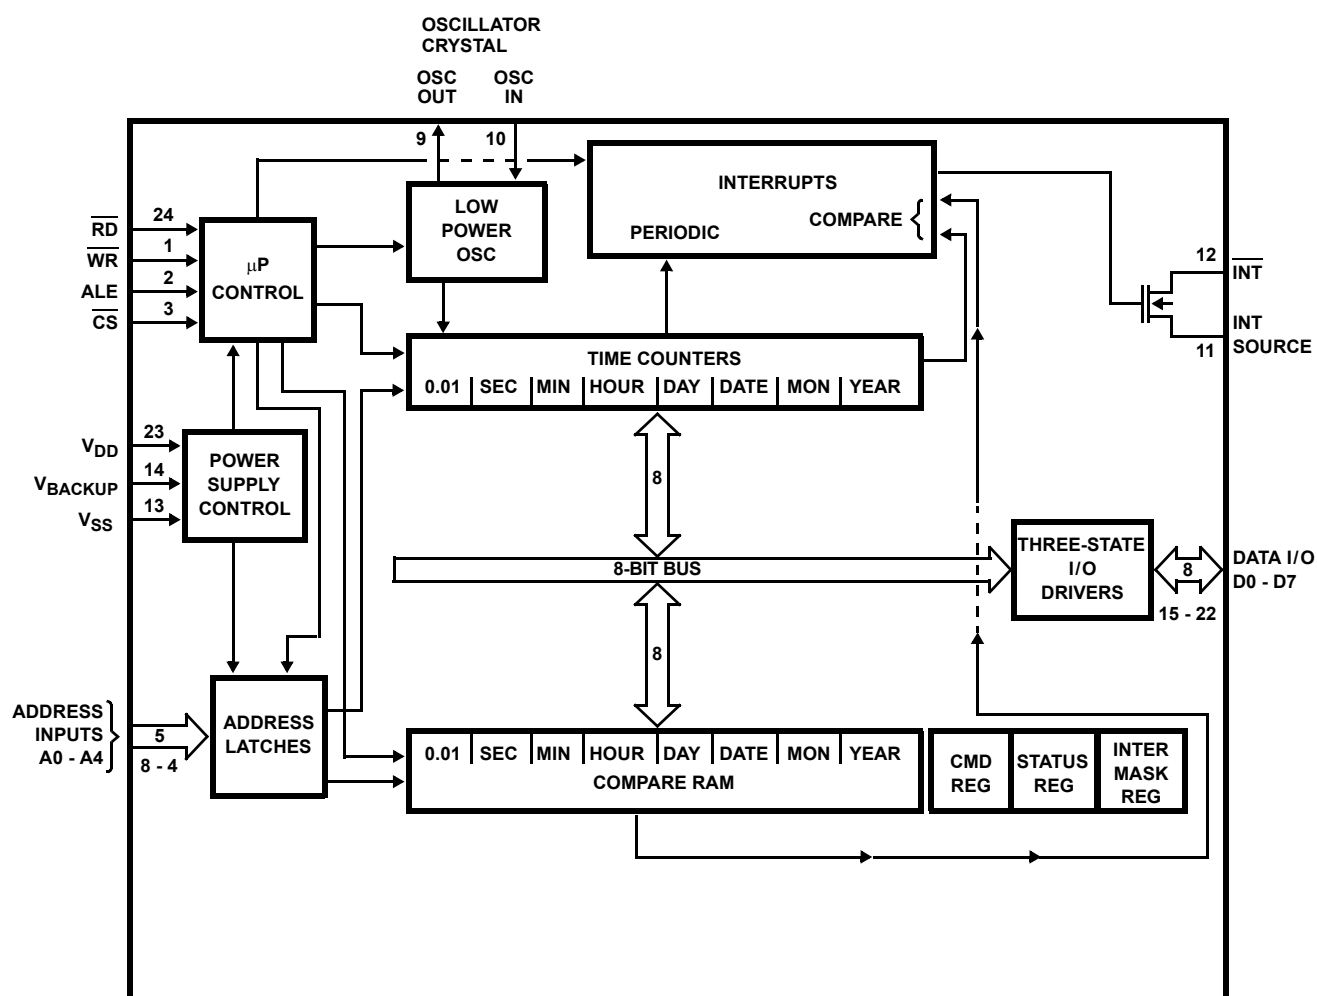 OSCILLATOR
CRYSTAL
OSC
OUT
OSC
IN
9
10
INTERRUPTS
COMPARE
PERIODIC
LOW
POWER
OSC
RD
24
WR
1
ALE
2
CS
3
μP
CONTROL
12
INT
INT
SOURCE
11
TIME COUNTERS
0.01 SEC MIN HOUR DAY DATE MON YEAR
VDD
23
VBACKUP
14
VSS
13
POWER
SUPPLY
CONTROL
8
8-BIT BUS
THREE-STATE
I/O
DRIVERS
8
DATA I/O
D0 - D7
15 - 22
8
ADDRESS
INPUTS
A0 - A4
5
8 - 4
ADDRESS
LATCHES
0.01 SEC MIN HOUR DAY DATE MON YEAR
COMPARE RAM
CMD
REG
STATUS
REG
INTER
MASK
REG